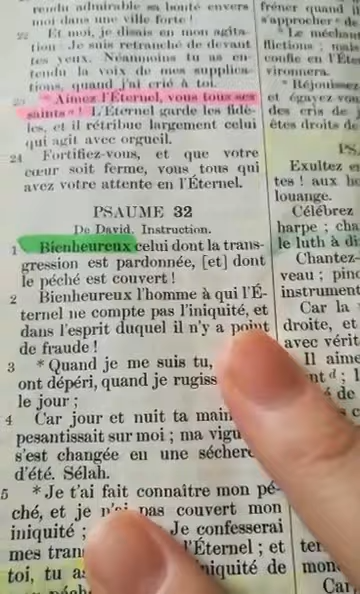 rendu admirable sa bonté envers
moi dans une ville forte !
22 Et moi, je disais en mon agita-
tion : Je suis retranché de devant
tes yeux. Néanmoins tu as en-
tendu la voix de mes supplica-
tions, quand j'ai crié à toi.
23 * Aimez l'Éternel, vous tous ses
saints ! L'Éternel garde les fidè-
les, et il rétribue largement celui
qui agit avec orgueil.
24 Fortifiez-vous, et que votre
cœur soit ferme, vous tous qui
avez votre attente en l'Éternel.
PSAUME 32
De David. Instruction.
1 Bienheureux celui dont la trans-
gression est pardonnée, [et] dont
le péché est couvert !
2 Bienheureux l'homme à qui l'É-
ternel ne compte pas l'iniquité, et
dans l'esprit duquel il n'y a point
de fraude !
3 * Quand je me suis tu,
ont dépéri, quand je rugiss
le jour ;
4 Car jour et nuit ta main
pesantissait sur moi ; ma vigu
s'est changée en une séchere
d'été. Sélah.
5 * Je t'ai fait connaître mon pé-
ché, et je n'ai pas couvert mon
iniquité ; Je confesserai
mes tran l'Éternel ; et
toi, tu as niquité de
péché
fréner quand
s'approcher
* Le méchant
flictions ; mais
confie en l'Éter
vironnera.
* Réjouissez
et égayez-vou
des cris de j
êtes droits de
PS
Exultez e
tes ! aux h
louange.
Célébrez
harpe ; cha
le luth à di
Chantez-
veau ; pin
instrument
Car la
droite, et
avec vérit
Il aime
nt d ; l
de
ter
mon
Car